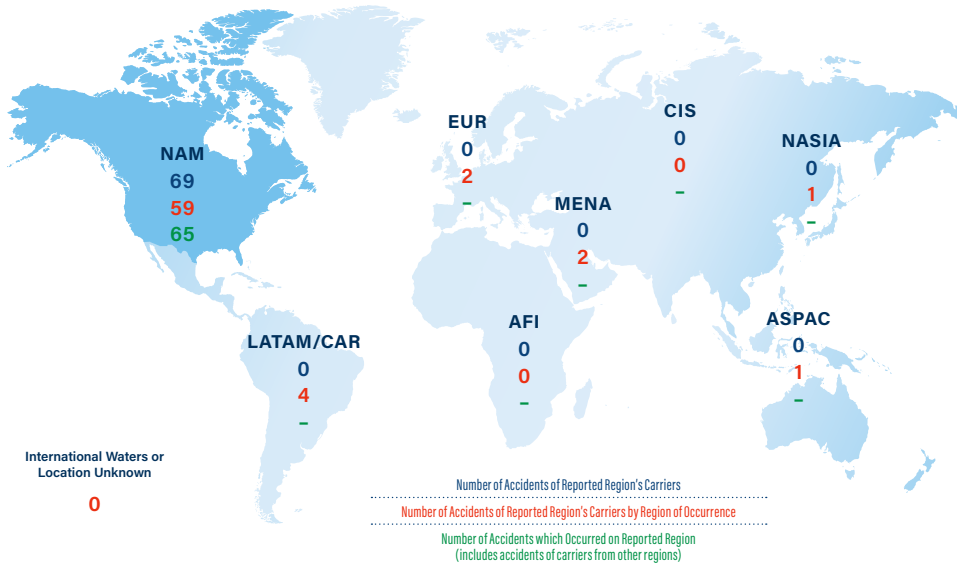 NAM
69
59
65
EUR
0
2
–
CIS
0
0
–
NASIA
0
1
–
MENA
0
2
–
LATAM/CAR
0
4
–
AFI
0
0
–
ASPAC
0
1
–
International Waters or
Location Unknown
0
Number of Accidents of Reported Region's Carriers
Number of Accidents of Reported Region's Carriers by Region of Occurrence
Number of Accidents which Occurred on Reported Region
(includes accidents of carriers from other regions)